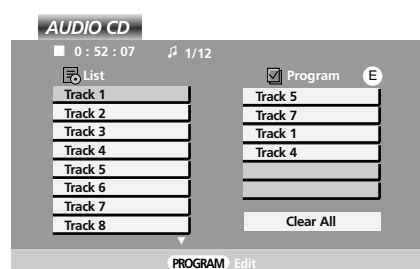 AUDIO CD
0 : 52 : 07 1/12
List
Track 1
Track 2
Track 3
Track 4
Track 5
Track 6
Track 7
Track 8
Program E
Track 5
Track 7
Track 1
Track 4
Clear All
PROGRAM Edit